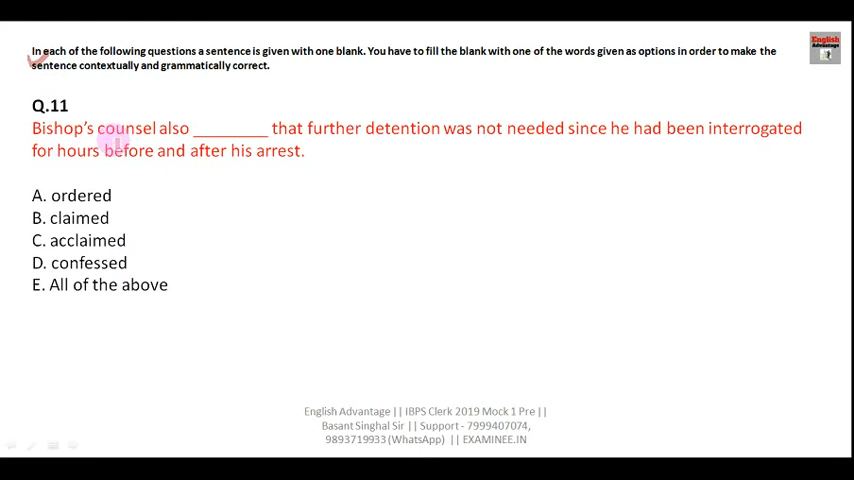 In each of the following questions a sentence is given with one blank. You have to fill the blank with one of the words given as options in order to make the
sentence contextually and grammatically correct.
English
Advantage
Q.11
Bishop's counsel also ________ that further detention was not needed since he had been interrogated
for hours before and after his arrest.
A. ordered
B. claimed
C. acclaimed
D. confessed
E. All of the above
English Advantage || IBPS Clerk 2019 Mock 1 Pre ||
Basant Singhal Sir || Support - 7999407074,
9893719933 (WhatsApp) || EXAMINEE.IN